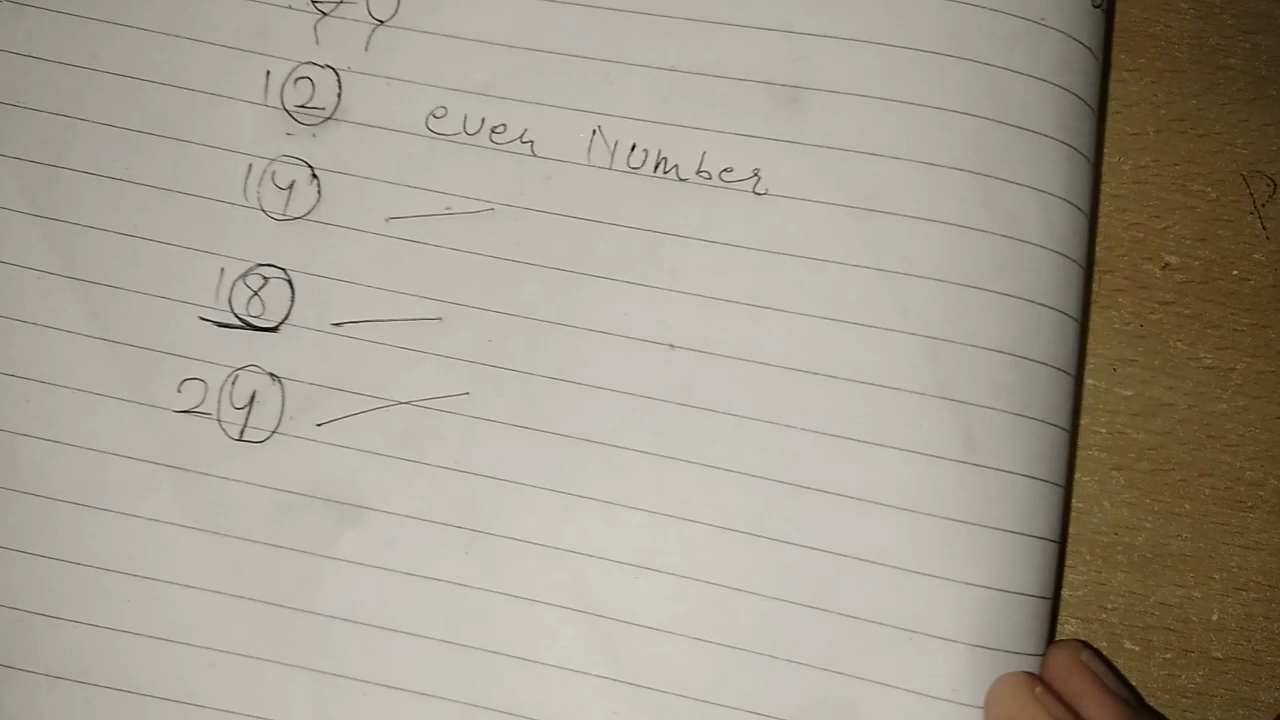 12 even Number
14 —
18 —
24 —